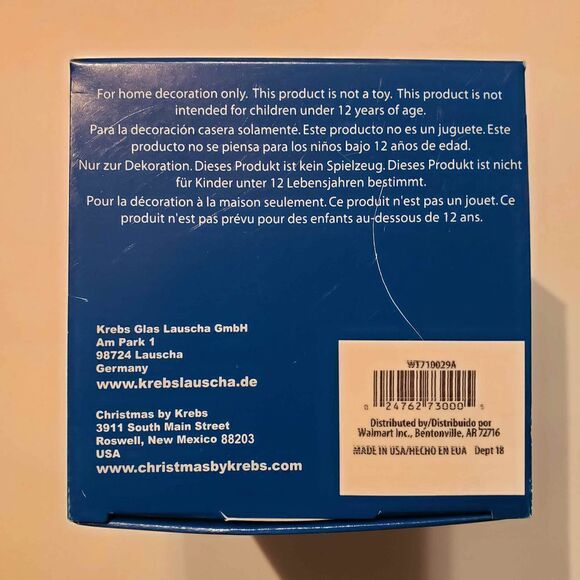 For home decoration only. This product is not a toy. This product is not
intended for children under 12 years of age.
Para la decoración casera solamente. Este producto no es un juguete. Este
producto no se piensa para los niños bajo 12 años de edad.
Nur zur Dekoration. Dieses Produkt ist kein Spielzeug. Dieses Produkt ist nicht
für Kinder unter 12 Lebensjahren bestimmt.
Pour la décoration à la maison seulement. Ce produit n'est pas un jouet. Ce
produit n'est pas prévu pour des enfants au-dessous de 12 ans.
Krebs Glas Lauscha GmbH
Am Park 1
98724 Lauscha
Germany
www.krebslauscha.de
Christmas by Krebs
3911 South Main Street
Roswell, New Mexico 88203
USA
www.christmasbykrebs.com
WT710029A
0 24762 73000 5
Distributed by/Distribuido por
Walmart Inc., Bentonville, AR 72716
MADE IN USA/HECHO EN EUA Dept 18